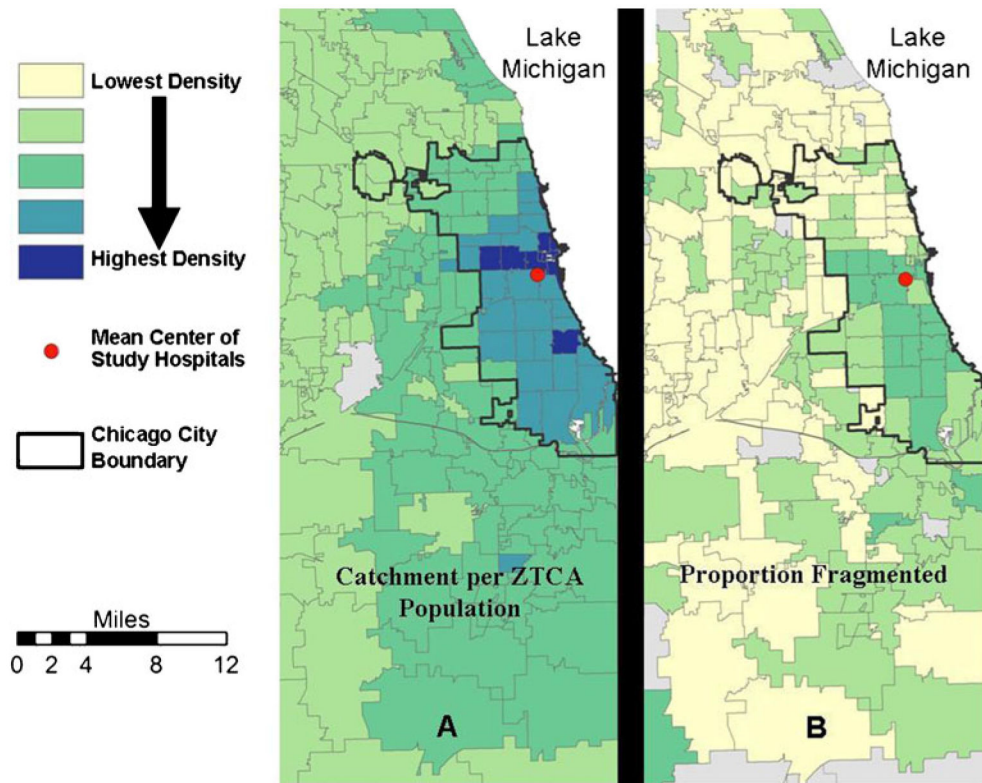 Lowest Density
Highest Density
Mean Center of
Study Hospitals
Chicago City
Boundary
Miles
0 2 4 8 12
Lake
Michigan
Catchment per ZTCA
Population
A
Lake
Michigan
Proportion Fragmented
B